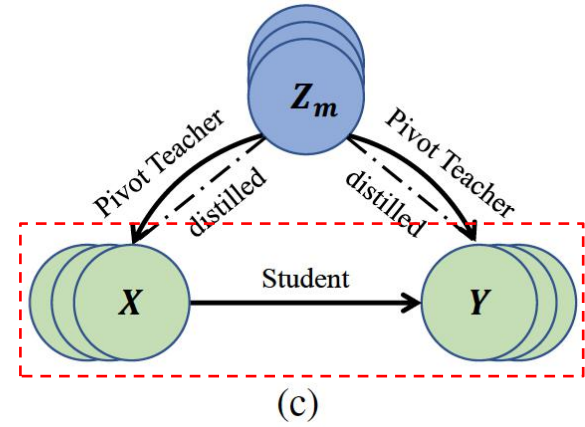 Z_m
Pivot Teacher
distilled
distilled
Pivot Teacher
X
Student
Y
(c)